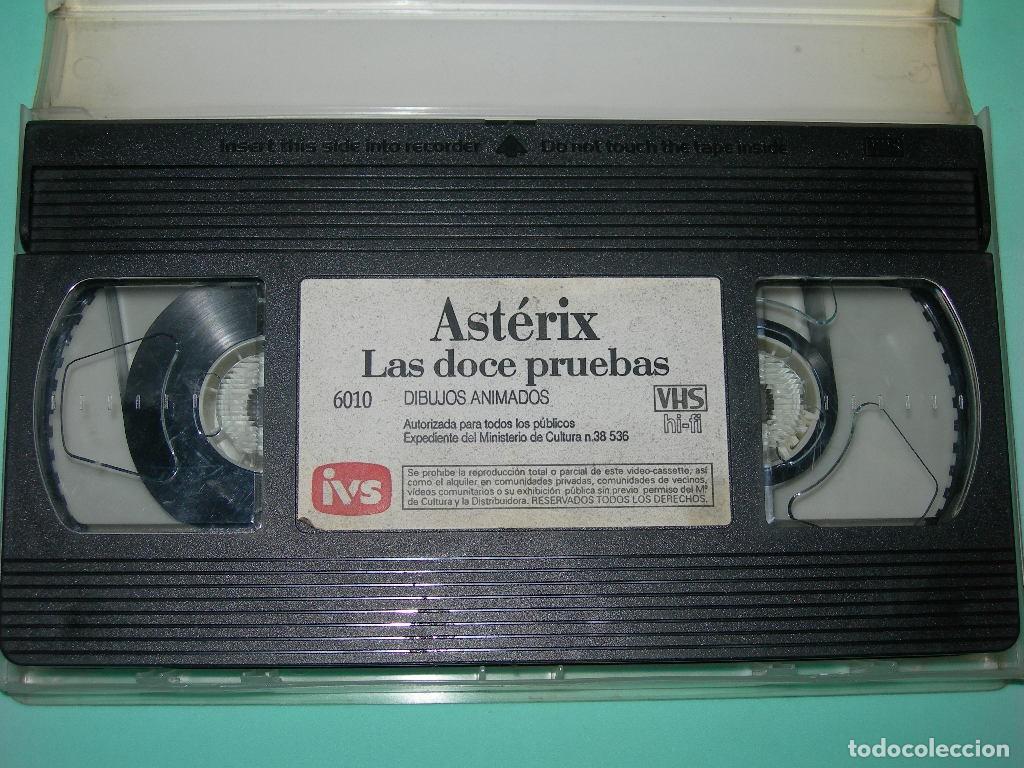 Insert this side into recorder Do not touch the tape inside VHS
Astérix
Las doce pruebas
6010 DIBUJOS ANIMADOS VHS
hi-fi
Autorizada para todos los públicos
Expediente del Ministerio de Cultura n.38 536
ivs
Se prohibe la reproducción total o parcial de este video-cassette, así
como el alquiler en comunidades privadas, comunidades de vecinos,
vídeos comunitarios o su exhibición pública sin previo permiso del Mº
de Cultura y la Distribuidora. RESERVADOS TODOS LOS DERECHOS.
todocoleccion